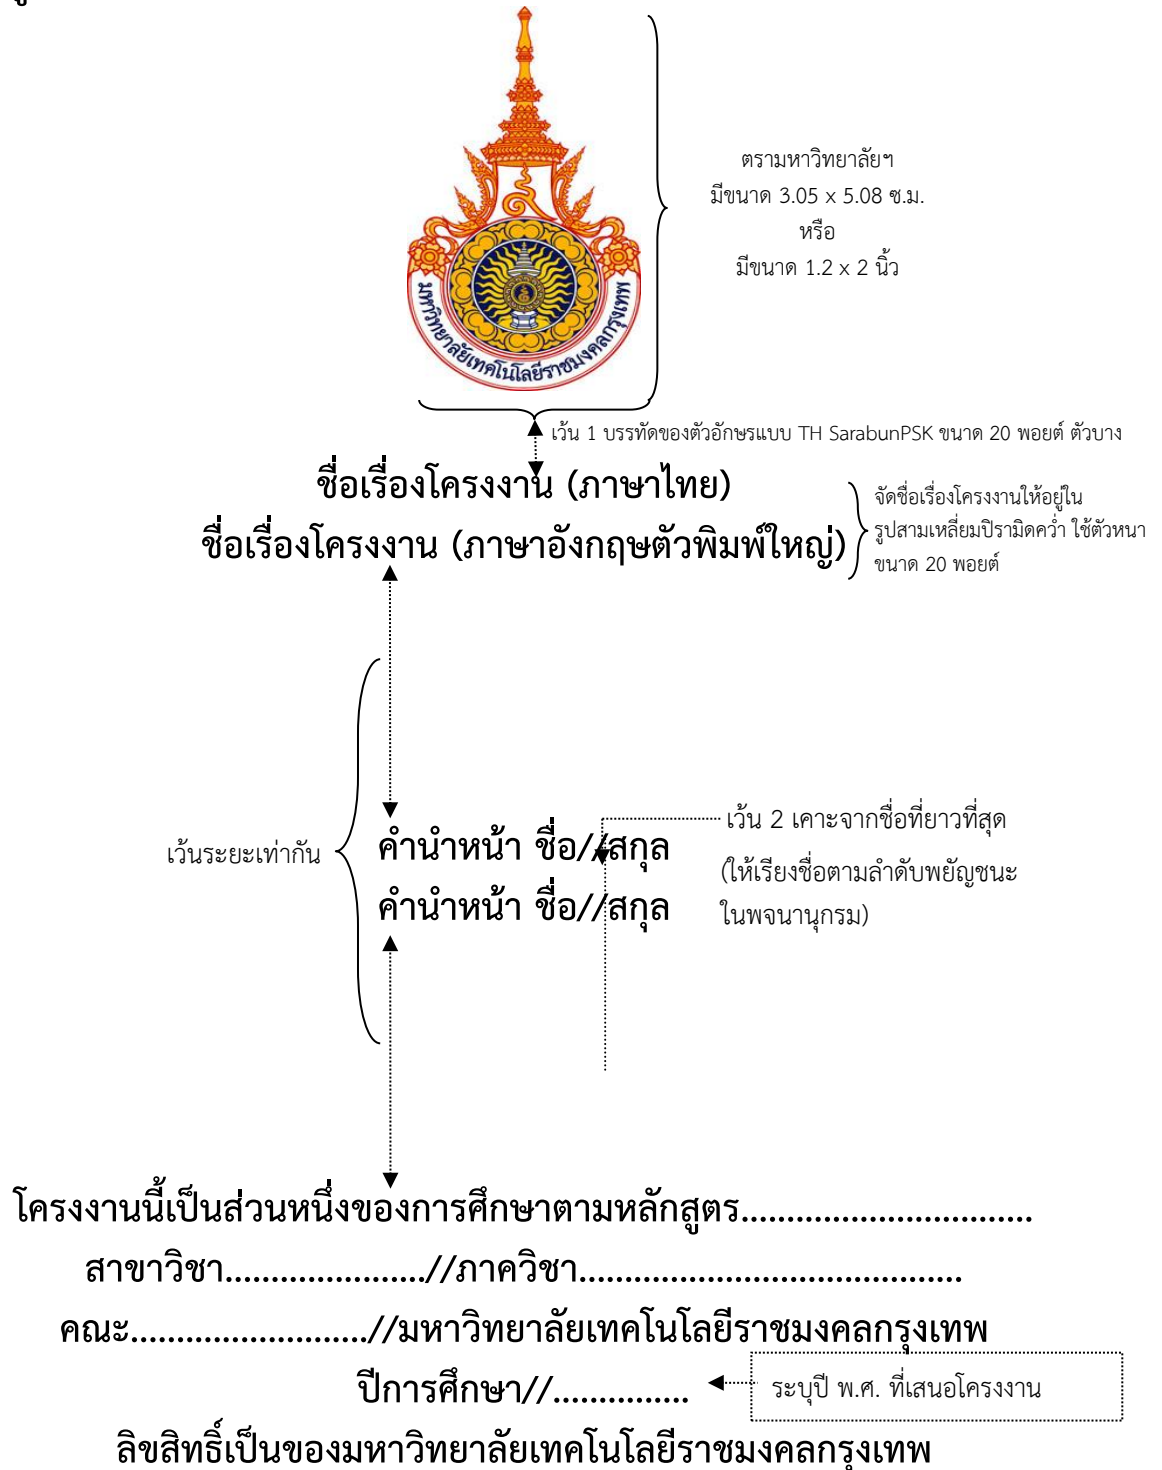 มหาวิทยาลัยเทคโนโลยีราชมงคลกรุงเทพ
ตรามหาวิทยาลัยฯ
มีขนาด 3.05 x 5.08 ซ.ม.
หรือ
มีขนาด 1.2 x 2 นิ้ว
เว้น 1 บรรทัดของตัวอักษรแบบ TH SarabunPSK ขนาด 20 พอยต์ ตัวบาง
ชื่อเรื่องโครงงาน (ภาษาไทย)
ชื่อเรื่องโครงงาน (ภาษาอังกฤษตัวพิมพ์ใหญ่)
จัดชื่อเรื่องโครงงานให้อยู่ใน
รูปสามเหลี่ยมปิรามิดคว่ำ ใช้ตัวหนา
ขนาด 20 พอยต์
เว้นระยะเท่ากัน
คำนำหน้า ชื่อ//สกุล
คำนำหน้า ชื่อ//สกุล
เว้น 2 เคาะจากชื่อที่ยาวที่สุด
(ให้เรียงชื่อตามลำดับพยัญชนะ
ในพจนานุกรม)
โครงงานนี้เป็นส่วนหนึ่งของการศึกษาตามหลักสูตร................................
สาขาวิชา......................//ภาควิชา..........................................
คณะ..........................//มหาวิทยาลัยเทคโนโลยีราชมงคลกรุงเทพ
ปีการศึกษา//...............
ระบุปี พ.ศ. ที่เสนอโครงงาน
ลิขสิทธิ์เป็นของมหาวิทยาลัยเทคโนโลยีราชมงคลกรุงเทพ